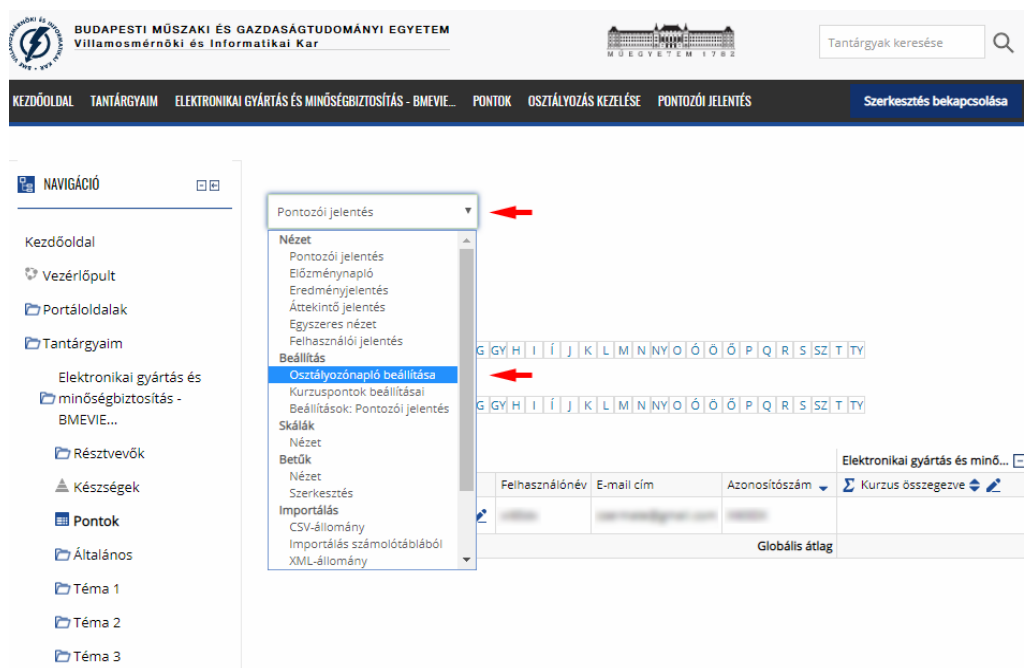 BUDAPESTI MŰSZAKI ÉS GAZDASÁGTUDOMÁNYI EGYETEM
Villamosmérnöki és Informatikai Kar
MŰEGYETEM 1782
Tantárgyak keresése
KEZDŐOLDAL TANTÁRGYAIM ELEKTRONIKAI GYÁRTÁS ÉS MINŐSÉGBIZTOSÍTÁS - BMEVIE... PONTOK OSZTÁLYOZÁS KEZELÉSE PONTOZÓI JELENTÉS Szerkesztés bekapcsolása
NAVIGÁCIÓ
Kezdőoldal
Vezérlőpult
Portáloldalak
Tantárgyaim
Elektronikai gyártás és
minőségbiztosítás -
BMEVIE...
Résztvevők
Készségek
Pontok
Általános
Téma 1
Téma 2
Téma 3
Pontozói jelentés
Nézet
Pontozói jelentés
Előzménynapló
Eredményjelentés
Áttekintő jelentés
Egyszeres nézet
Felhasználói jelentés
Beállítás
Osztályozónapló beállítása
Kurzuspontok beállításai
Beállítások: Pontozói jelentés
Skálák
Nézet
Betűk
Nézet
Szerkesztés
Importálás
CSV-állomány
Importálás számolótáblából
XML-állomány
G GY H I Í J K L M N NY O Ó Ö Ő P Q R S SZ T TY
G GY H I Í J K L M N NY O Ó Ö Ő P Q R S SZ T TY
Elektronikai gyártás és minő...
Felhasználónév E-mail cím Azonosítószám Σ Kurzus összegezve
Globális átlag